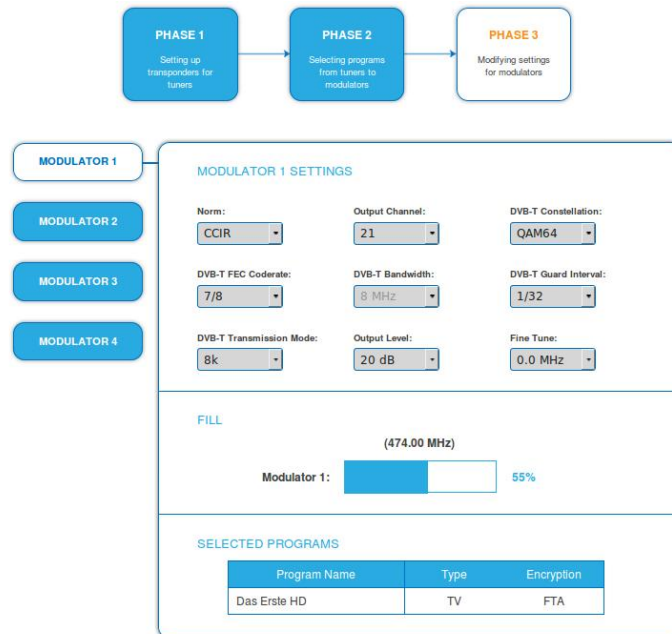 PHASE 1
Setting up
transponders for
tuners
PHASE 2
Selecting programs
from tuners to
modulators
PHASE 3
Modifying settings
for modulators
MODULATOR 1
MODULATOR 2
MODULATOR 3
MODULATOR 4
MODULATOR 1 SETTINGS
Norm: Output Channel: DVB-T Constellation:
CCIR 21 QAM64
DVB-T FEC Coderate: DVB-T Bandwidth: DVB-T Guard Interval:
7/8 8 MHz 1/32
DVB-T Transmission Mode: Output Level: Fine Tune:
8k 20 dB 0.0 MHz
FILL
(474.00 MHz)
Modulator 1: 55%
SELECTED PROGRAMS
Program Name Type Encryption
Das Erste HD TV FTA